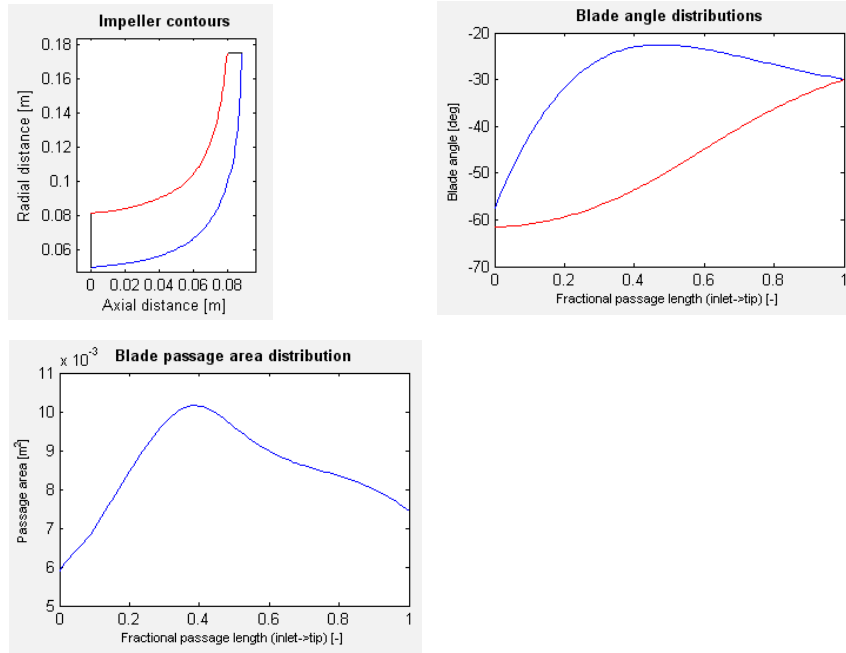 Impeller contours
0.18
0.16
0.14
0.12
0.1
0.08
0.06
Radial distance [m]
0 0.02 0.04 0.06 0.08
Axial distance [m]
Blade angle distributions
-20
-30
-40
-50
-60
-70
Blade angle [deg]
0 0.2 0.4 0.6 0.8 1
Fractional passage length (inlet->tip) [-]
x 10-3
Blade passage area distribution
11
10
9
8
7
6
5
Passage area [m2]
0 0.2 0.4 0.6 0.8 1
Fractional passage length (inlet->tip) [-]